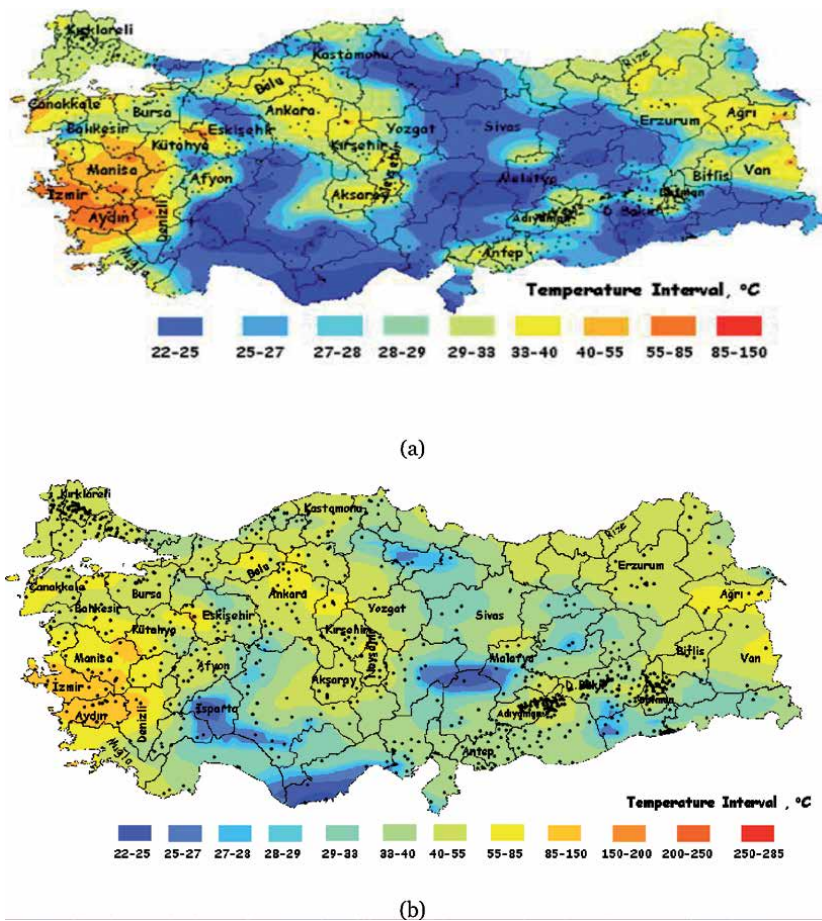 Kırklareli
Kastamonu
Rize
Bolu
Çanakkale
Bursa
Ankara
Erzurum
Ağrı
Balıkesir
Eskişehir
Yozgat
Sivas
Kütahya
Kırşehir
Manisa
Afyon
Nevşehir
Bitlis
Van
Malatya
İzmir
Aksaray
Batman
Aydın
Denizli
Adıyaman
D. Bakır
Muğla
Antep
Temperature Interval, °C
22-25 25-27 27-28 28-29 29-33 33-40 40-55 55-85 85-150
(a)
Kırklareli
Kastamonu
Rize
Bolu
Erzurum
Çanakkale
Bursa
Ankara
Ağrı
Balıkesir
Eskişehir
Yozgat
Sivas
Kütahya
Kırşehir
Manisa
Afyon
Nevşehir
Malatya
Bitlis
Van
İzmir
Aksaray
D. Bakır
Batman
Aydın
Denizli
Isparta
Adıyaman
Muğla
Antep
Temperature Interval, °C
22-25 25-27 27-28 28-29 29-33 33-40 40-55 55-85 85-150 150-200 200-250 250-285
(b)